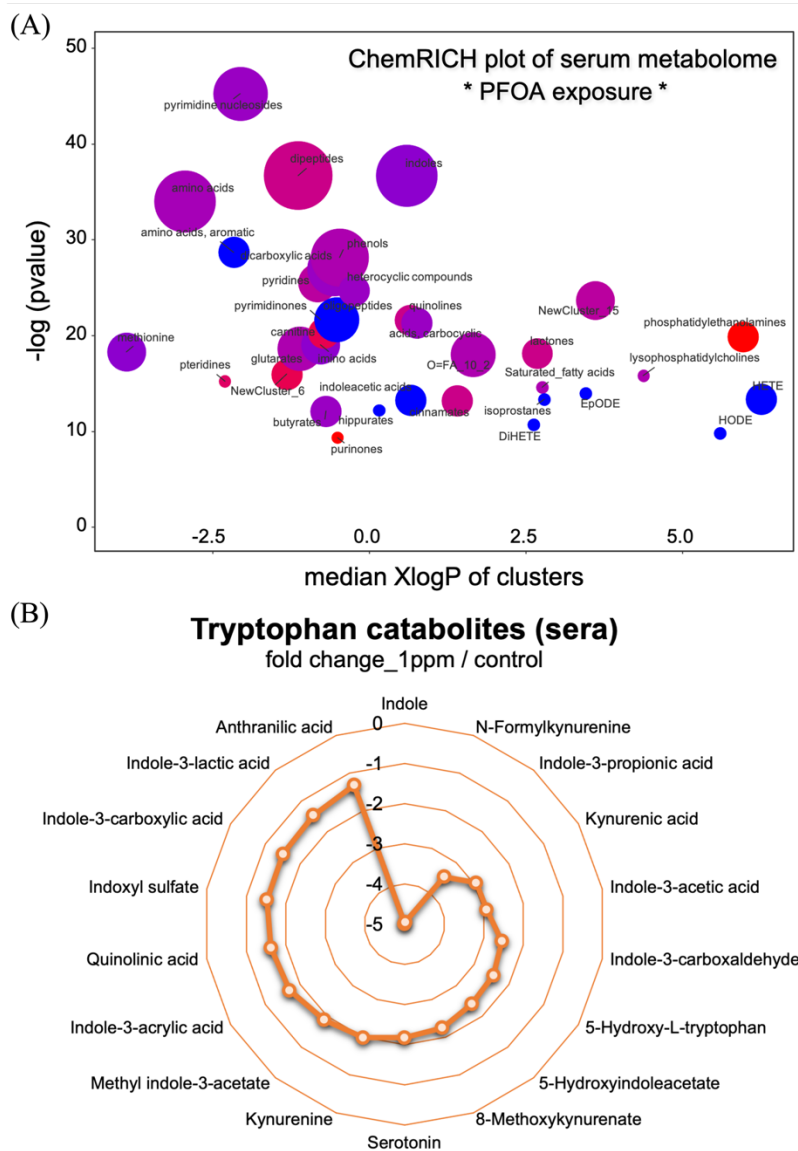 (A)
ChemRICH plot of serum metabolome
* PFOA exposure *
-log (pvalue)
50
40
30
20
10
0
pyrimidine nucleosides
dipeptides
indoles
amino acids
amino acids, aromatic
dicarboxylic acids
phenols
pyridines
heterocyclic compounds
pyrimidinones
oligopeptides
quinolines
NewCluster_15
acids, carbocyclic
phosphatidylethanolamines
methionine
carnitine
glutarates
imino acids
O=FA_10_2
lactones
lysophosphatidylcholines
pteridines
NewCluster_6
indoleacetic acids
Saturated_fatty acids
HETE
butyrates
hippurates
cinnamates
isoprostanes
EpODE
HODE
purinones
DiHETE
-2.5
0.0
2.5
5.0
median XlogP of clusters
(B)
Tryptophan catabolites (sera)
fold change_1ppm / control
Indole
Anthranilic acid
N-Formylkynurenine
Indole-3-lactic acid
Indole-3-propionic acid
Indole-3-carboxylic acid
Kynurenic acid
Indoxyl sulfate
Indole-3-acetic acid
Quinolinic acid
Indole-3-carboxaldehyde
Indole-3-acrylic acid
5-Hydroxy-L-tryptophan
Methyl indole-3-acetate
5-Hydroxyindoleacetate
Kynurenine
8-Methoxykynurenate
Serotonin
0
-1
-2
-3
-4
-5